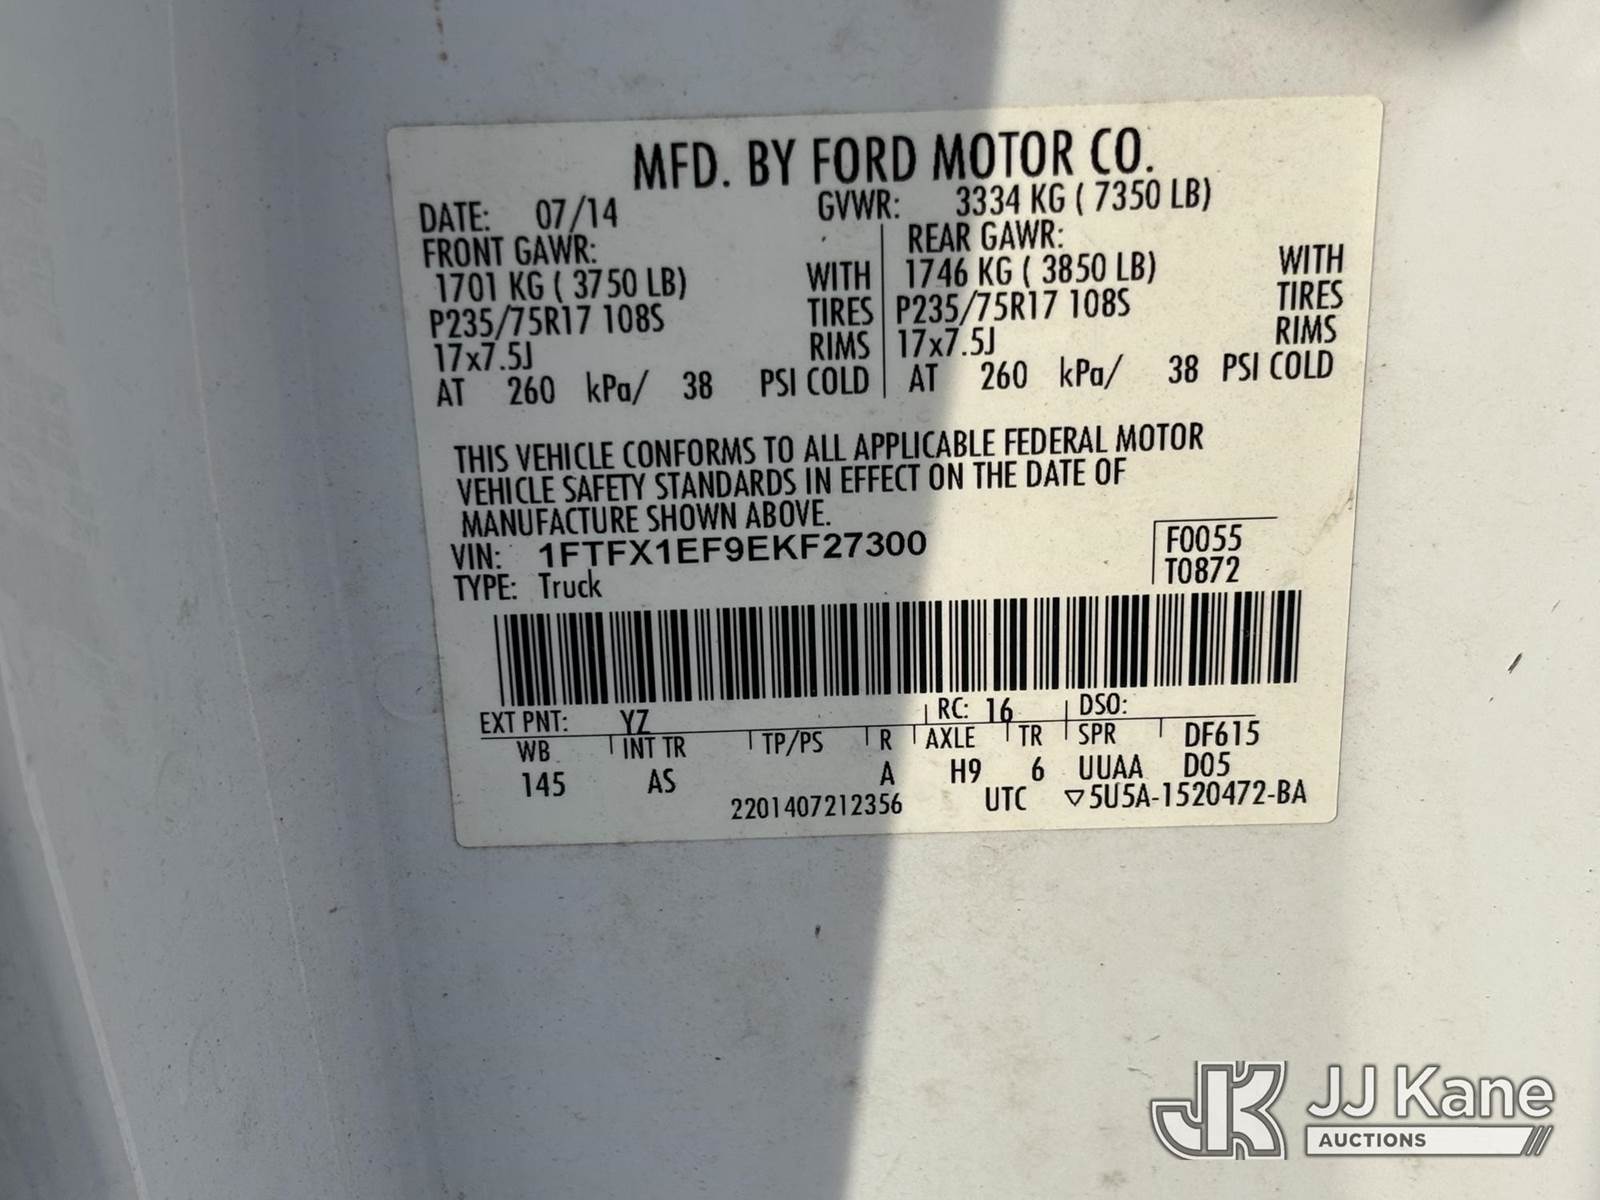 MFD. BY FORD MOTOR CO.
DATE: 07/14 GVWR: 3334 KG ( 7350 LB)
FRONT GAWR: REAR GAWR:
1701 KG ( 3750 LB) WITH 1746 KG ( 3850 LB) WITH
P235/75R17 108S TIRES P235/75R17 108S TIRES
17x7.5J RIMS 17x7.5J RIMS
AT 260 kPa/ 38 PSI COLD AT 260 kPa/ 38 PSI COLD
THIS VEHICLE CONFORMS TO ALL APPLICABLE FEDERAL MOTOR
VEHICLE SAFETY STANDARDS IN EFFECT ON THE DATE OF
MANUFACTURE SHOWN ABOVE.
VIN: 1FTFX1EF9EKF27300 F0055
TYPE: Truck T0872
EXT PNT: YZ RC: 16 DSO:
WB INT TR TP/PS R AXLE TR SPR DF615
145 AS A H9 6 UUAA D05
2201407212356 UTC ▽5U5A-1520472-BA
JK JJ Kane
AUCTIONS